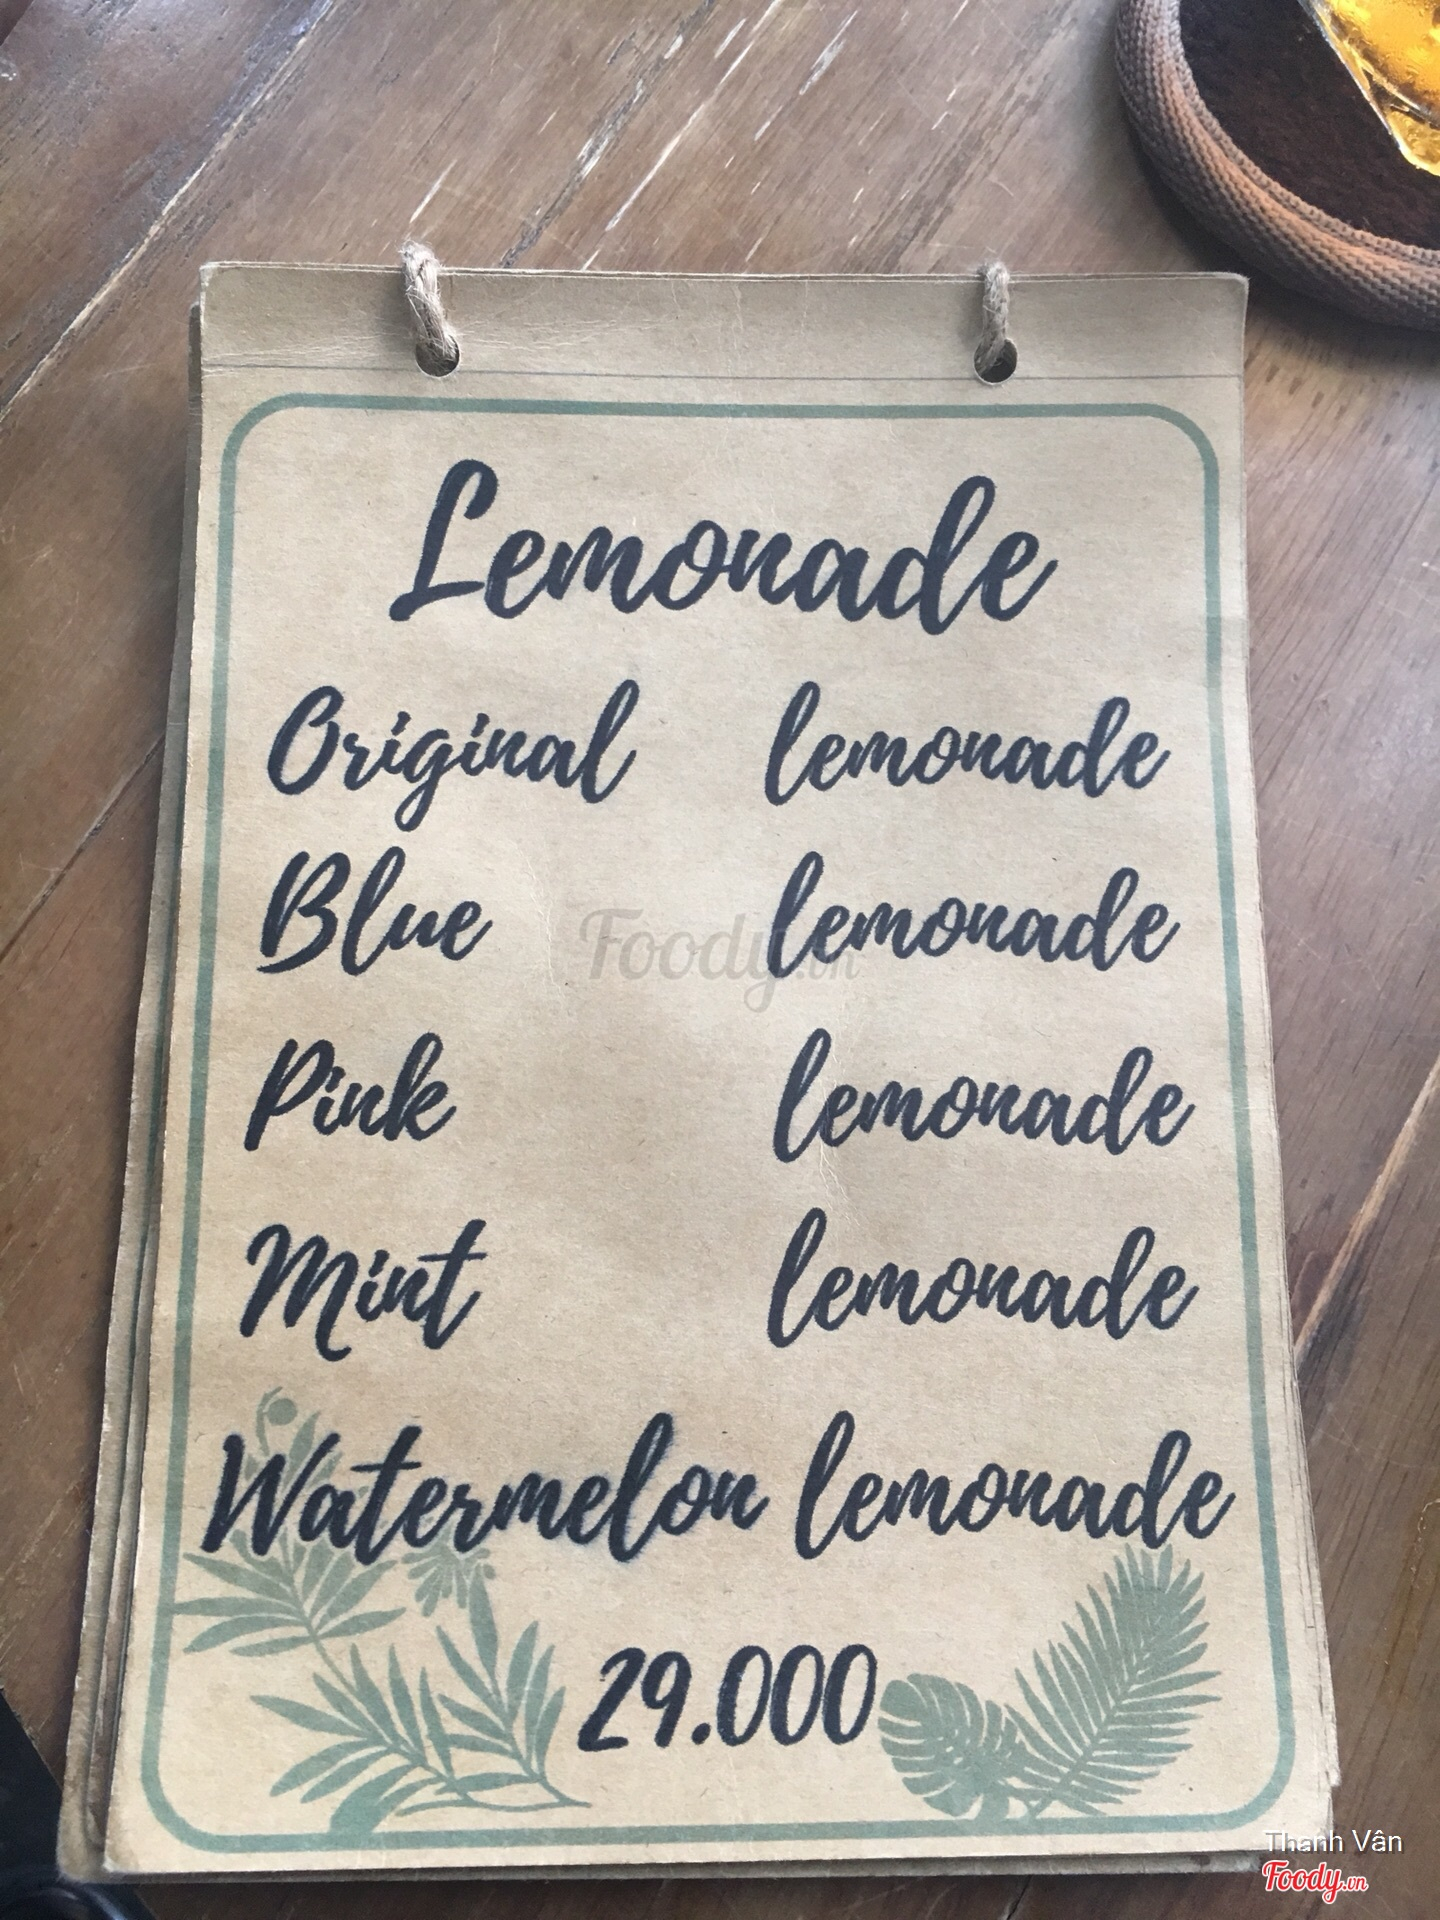 Lemonade
Original lemonade
Blue lemonade
Foody.vn
Pink lemonade
Mint lemonade
Watermelon lemonade
29.000
Thanh Vân
Foody.vn